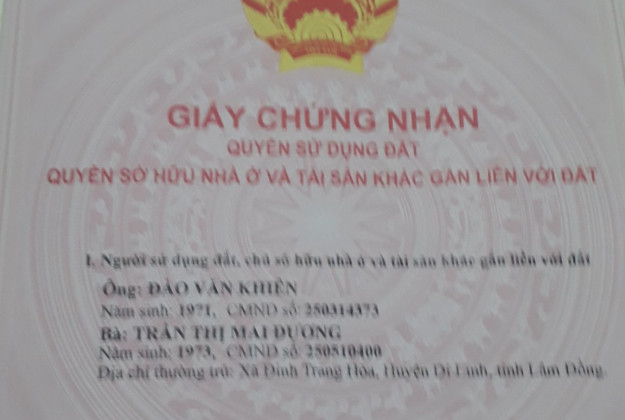 GIẤY CHỨNG NHẬN
QUYỀN SỬ DỤNG ĐẤT
QUYỀN SỞ HỮU NHÀ Ở VÀ TÀI SẢN KHÁC GẮN LIỀN VỚI ĐẤT
I. Người sử dụng đất, chủ sở hữu nhà ở và tài sản khác gắn liền với đất
Ông: ĐÀO VĂN KHIÊN
Năm sinh: 1971, CMND số: 250314373
Bà: TRẦN THỊ MAI DƯƠNG
Năm sinh: 1973, CMND số: 250510400
Địa chỉ thường trú: Xã Đinh Trang Hòa, Huyện Di Linh, tỉnh Lâm Đồng